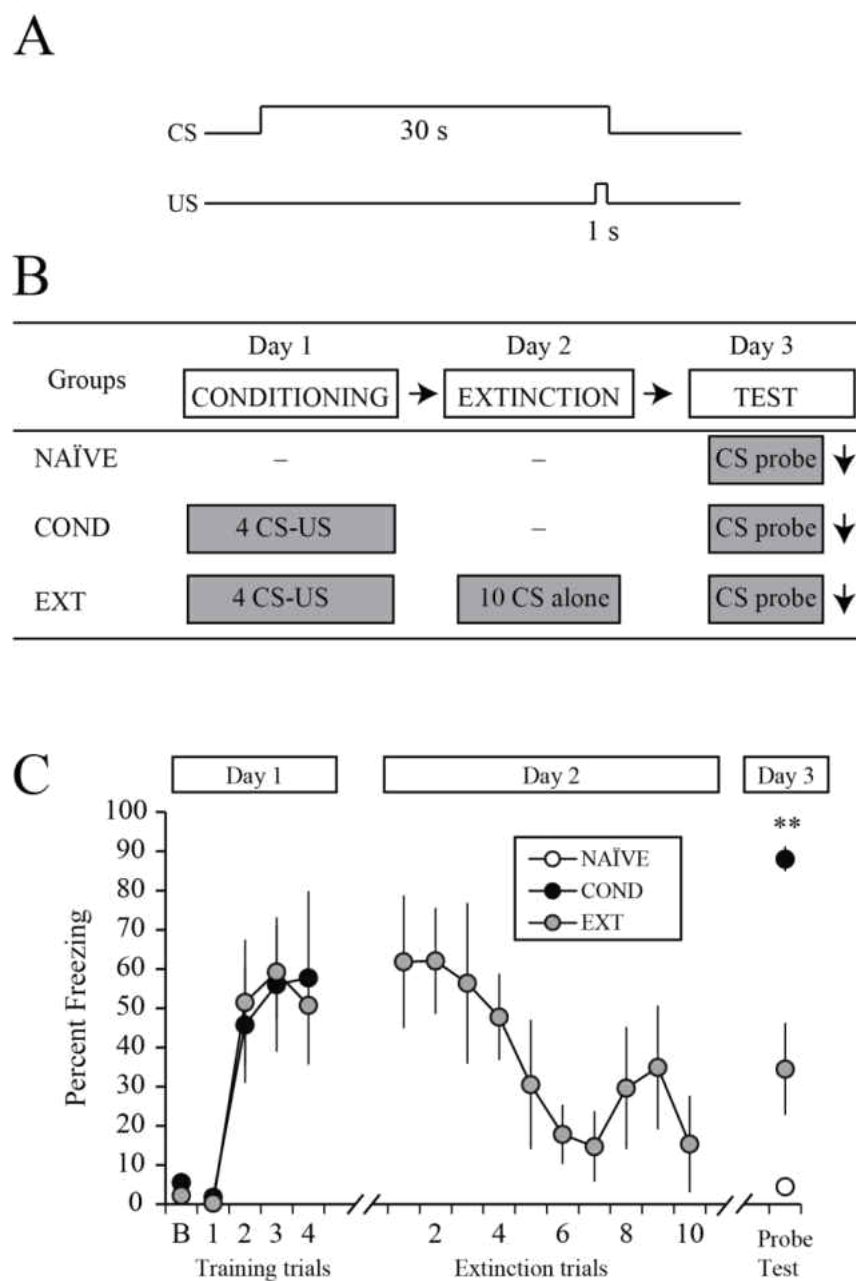 A
CS
30 s
US
1 s
B
Groups
Day 1
Day 2
Day 3
CONDITIONING
EXTINCTION
TEST
NAÏVE – – CS probe
COND 4 CS-US – CS probe
EXT 4 CS-US 10 CS alone CS probe
C
Day 1
Day 2
Day 3
Percent Freezing
100
90
80
70
60
50
40
30
20
10
0
**
NAÏVE
COND
EXT
B 1 2 3 4
2 4 6 8 10
Training trials
Extinction trials
Probe
Test